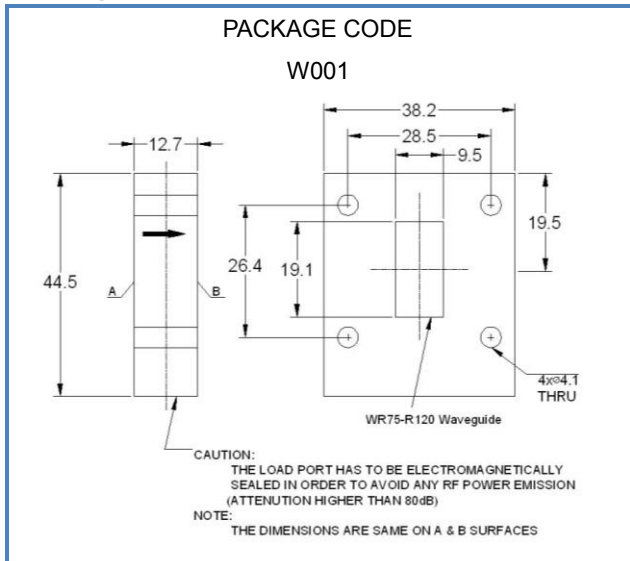 PACKAGE CODE
W001
38.2
28.5
9.5
12.7
19.5
26.4
19.1
44.5
A
B
4xø4.1
THRU
WR75-R120 Waveguide
CAUTION:
THE LOAD PORT HAS TO BE ELECTROMAGNETICALLY
SEALED IN ORDER TO AVOID ANY RF POWER EMISSION
(ATTENUTION HIGHER THAN 80dB)
NOTE:
THE DIMENSIONS ARE SAME ON A & B SURFACES